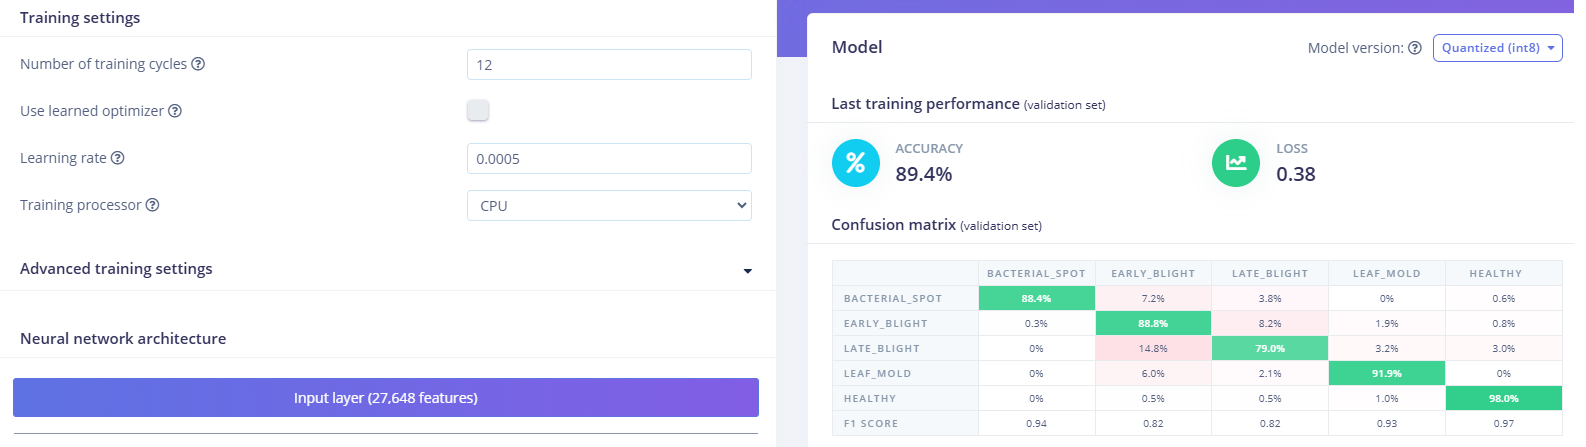 Training settings
Number of training cycles
12
Use learned optimizer
Learning rate
0.0005
Training processor
CPU
Advanced training settings
Neural network architecture
Input layer (27,648 features)
Model
Model version:
Quantized (int8)
Last training performance (validation set)
% ACCURACY
89.4%
LOSS
0.38
Confusion matrix (validation set)
BACTERIAL_SPOT EARLY_BLIGHT LATE_BLIGHT LEAF_MOLD HEALTHY
BACTERIAL_SPOT 88.4% 7.2% 3.8% 0% 0.6%
EARLY_BLIGHT 0.3% 88.8% 8.2% 1.9% 0.8%
LATE_BLIGHT 0% 14.8% 79.0% 3.2% 3.0%
LEAF_MOLD 0% 6.0% 2.1% 91.9% 0%
HEALTHY 0% 0.5% 0.5% 1.0% 98.0%
F1 SCORE 0.94 0.82 0.82 0.93 0.97